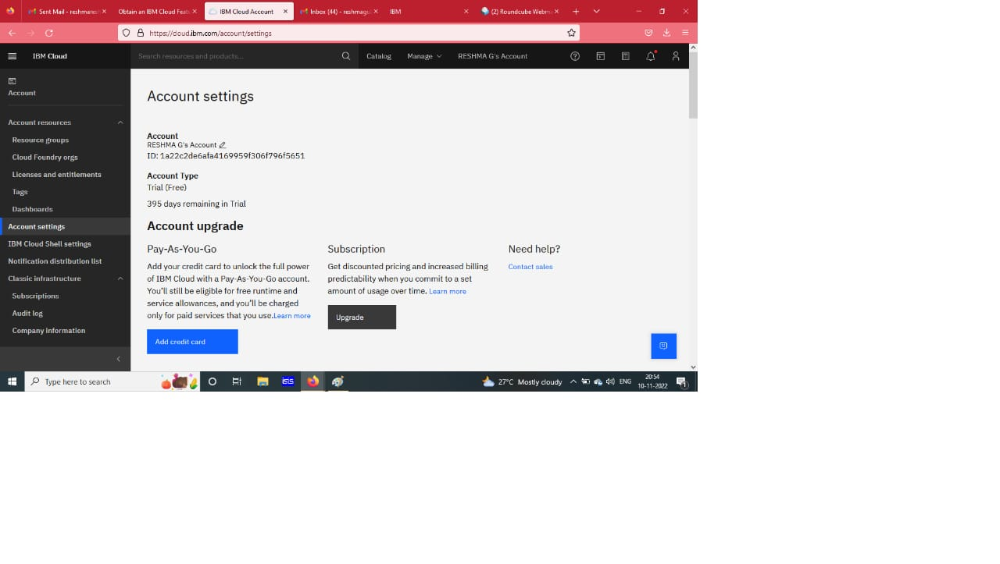 Sent Mail - reshmaresh
Obtain an IBM Cloud Featu
IBM Cloud Account
Inbox (44) - reshmagu
IBM
(2) Roundcube Webma
https://cloud.ibm.com/account/settings
IBM Cloud
Search resources and products...
Catalog
Manage
RESHMA G's Account
Account
Account resources
Resource groups
Cloud Foundry orgs
Licenses and entitlements
Tags
Dashboards
Account settings
IBM Cloud Shell settings
Notification distribution list
Classic infrastructure
Subscriptions
Audit log
Company information
Account settings
Account
RESHMA G's Account
ID: 1a22c2de6afa4169959f306f796f5651
Account Type
Trial (Free)
395 days remaining in Trial
Account upgrade
Pay-As-You-Go
Add your credit card to unlock the full power
of IBM Cloud with a Pay-As-You-Go account.
You'll still be eligible for free runtime and
service allowances, and you'll be charged
only for paid services that you use.Learn more
Add credit card
Subscription
Get discounted pricing and increased billing
predictability when you commit to a set
amount of usage over time. Learn more
Upgrade
Need help?
Contact sales
Type here to search
ISIS
27°C Mostly cloudy
ENG
20:54
10-11-2022
1